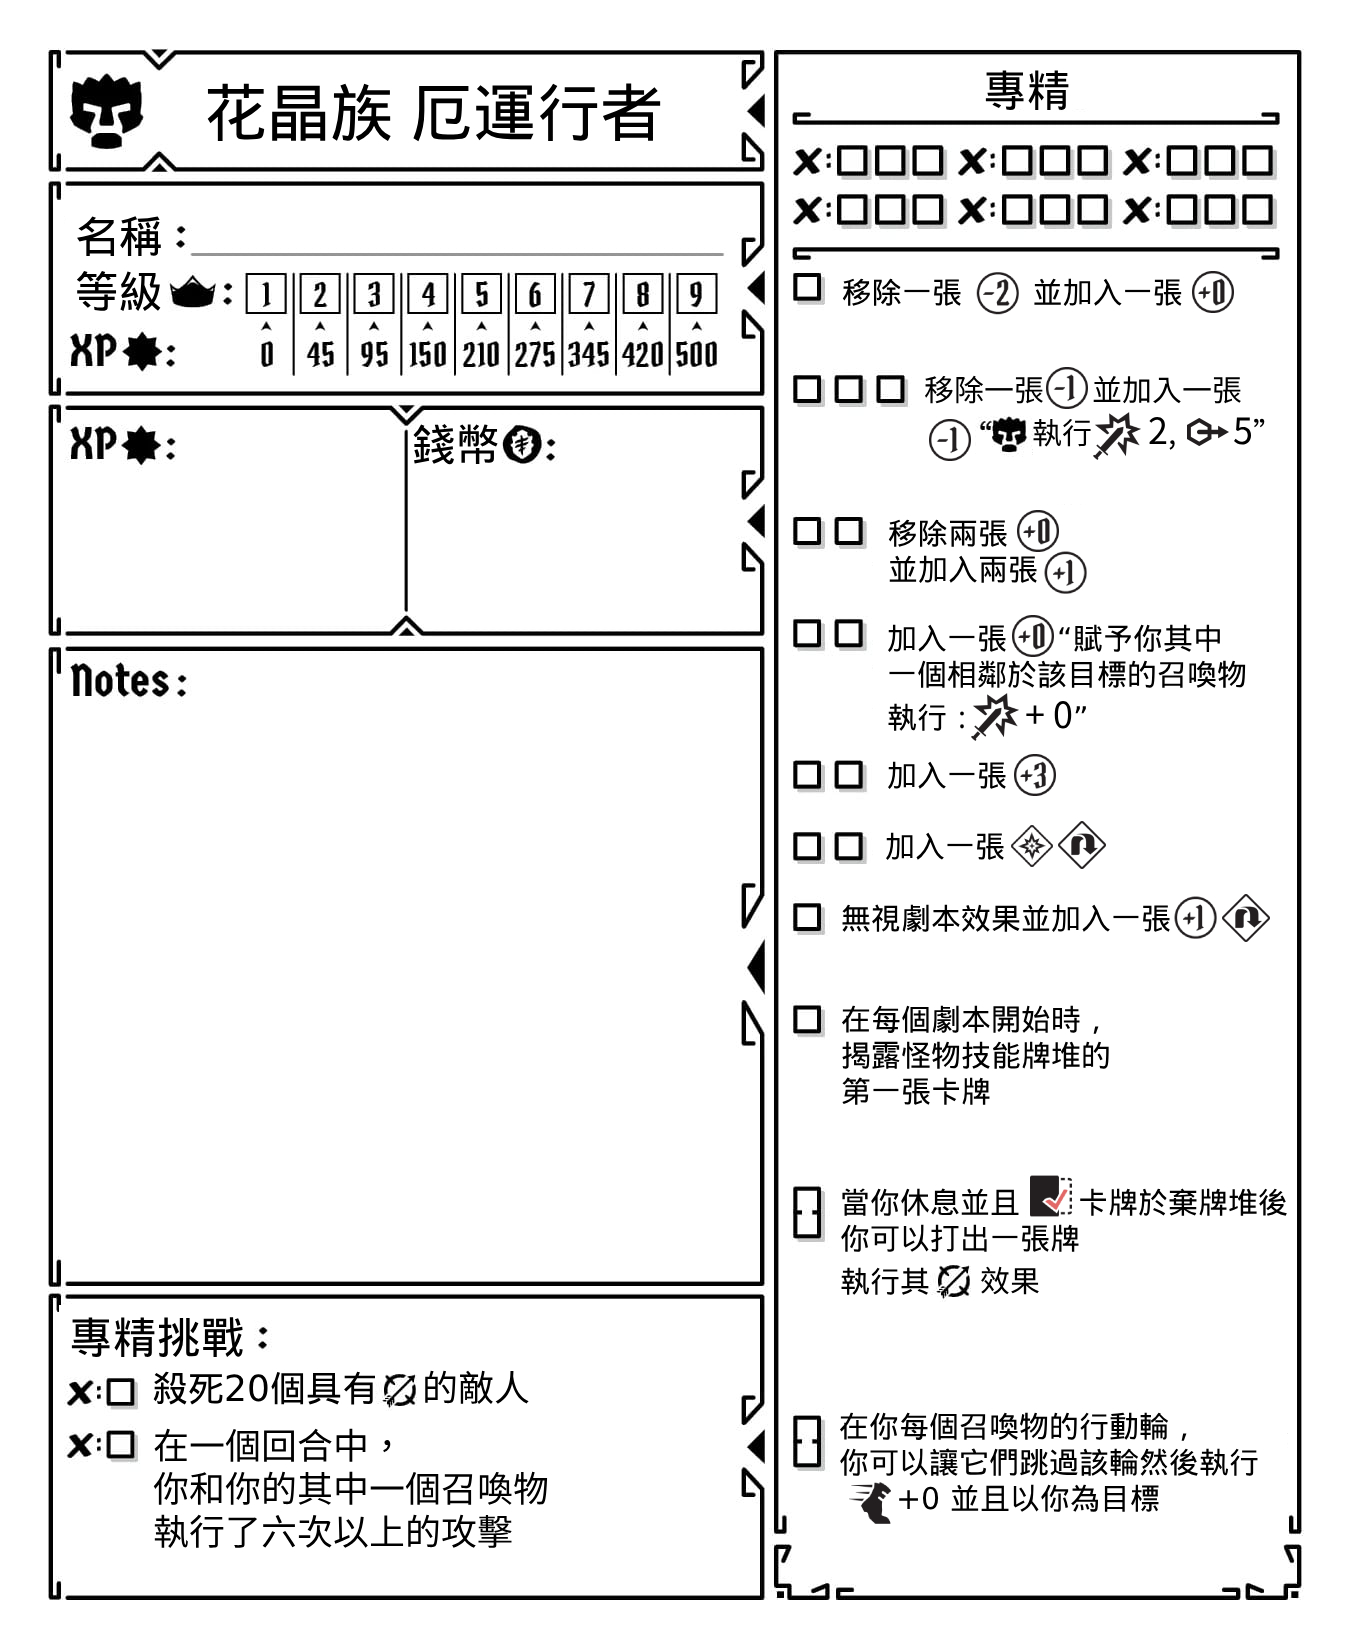 花晶族 厄運行者
名稱：
等級：
1 2 3 4 5 6 7 8 9
XP：
0 45 95 150 210 275 345 420 500
XP：
錢幣：
Notes：
專精挑戰：
x：殺死20個具有的敵人
x：在一個回合中，
你和你的其中一個召喚物
執行了六次以上的攻擊
專精
x： x： x：
x： x： x：
移除一張 -2 並加入一張 +0
移除一張 -1 並加入一張
-1 “執行 2, 5”
移除兩張 +0
並加入兩張 +1
加入一張 +0 “賦予你其中
一個相鄰於該目標的召喚物
執行：+ 0”
加入一張 +3
加入一張
無視劇本效果並加入一張 +1
在每個劇本開始時，
揭露怪物技能牌堆的
第一張卡牌
當你休息並且 卡牌於棄牌堆後
你可以打出一張牌
執行其 效果
在你每個召喚物的行動輪，
你可以讓它們跳過該輪然後執行
+0 並且以你為目標